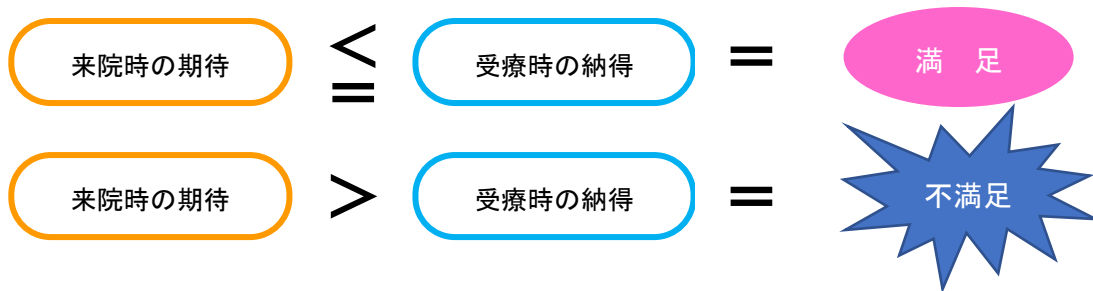 来院時の期待 ≦ 受療時の納得 = 満　足
来院時の期待 > 受療時の納得 = 不満足